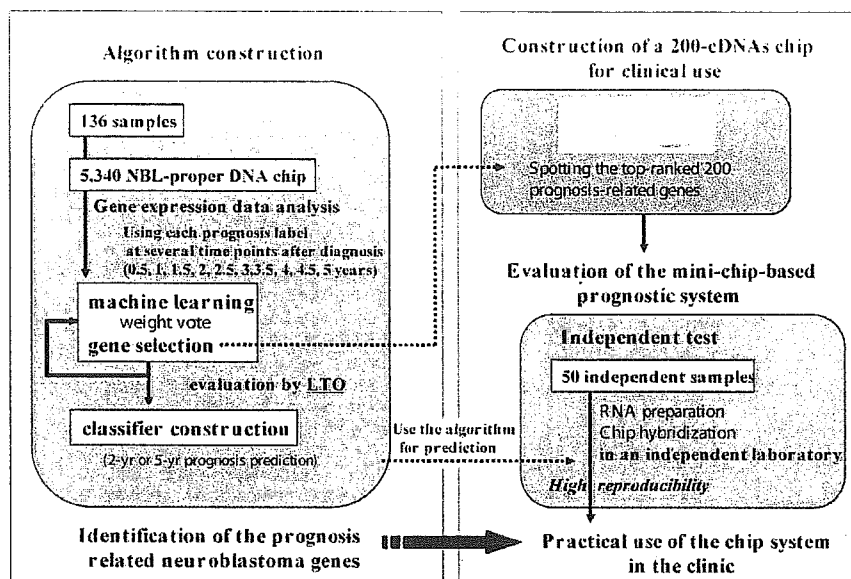 Algorithm construction
136 samples
5,340 NBL-proper DNA chip
Gene expression data analysis
Using each prognosis label
at several time points after diagnosis
(0.5, 1, 1.5, 2, 2.5, 3,3.5, 4, 4.5, 5 years)
machine learning
weight vote
gene selection
evaluation by LTO
classifier construction
(2-yr or 5-yr prognosis prediction)
Identification of the prognosis
related neuroblastoma genes
Use the algorithm
for prediction
Construction of a 200-cDNAs chip
for clinical use
Spotting the top-ranked 200
prognosis-related genes
Evaluation of the mini-chip-based
prognostic system
Independent test
50 independent samples
RNA preparation
Chip hybridization
in an independent laboratory
High reproducibility
Practical use of the chip system
in the clinic